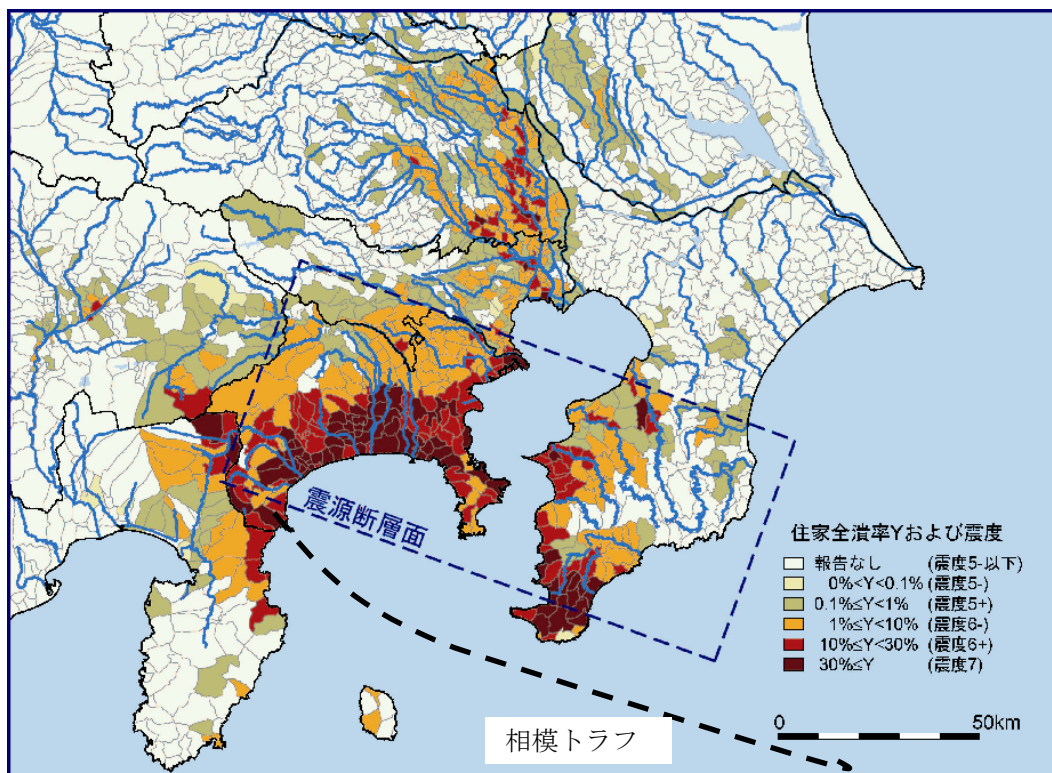 震源断層面
住家全潰率Yおよび震度
報告なし (震度5-以下)
0%<Y<0.1% (震度5-)
0.1%≤Y<1% (震度5+)
1%≤Y<10% (震度6-)
10%≤Y<30% (震度6+)
30%≤Y (震度7)
0 50km
相模トラフ